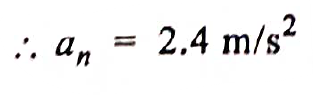 ∴ aₙ = 2.4 m/s²